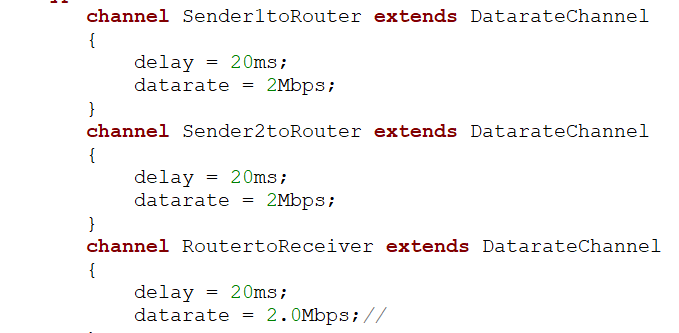 channel Sender1toRouter extends DatarateChannel
{
delay = 20ms;
datarate = 2Mbps;
}
channel Sender2toRouter extends DatarateChannel
{
delay = 20ms;
datarate = 2Mbps;
}
channel RoutertoReceiver extends DatarateChannel
{
delay = 20ms;
datarate = 2.0Mbps;//